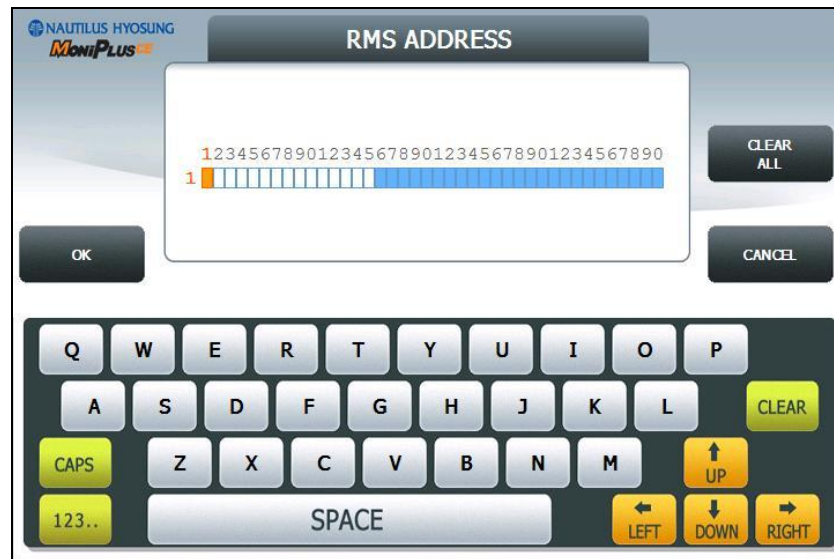 NAUTILUS HYOSUNG
MoniPlusCE
RMS ADDRESS
1234567890123456789012345678901234567890
1
CLEAR
ALL
OK
CANCEL
Q W E R T Y U I O P
A S D F G H J K L CLEAR
CAPS Z X C V B N M UP
123.. SPACE LEFT DOWN RIGHT